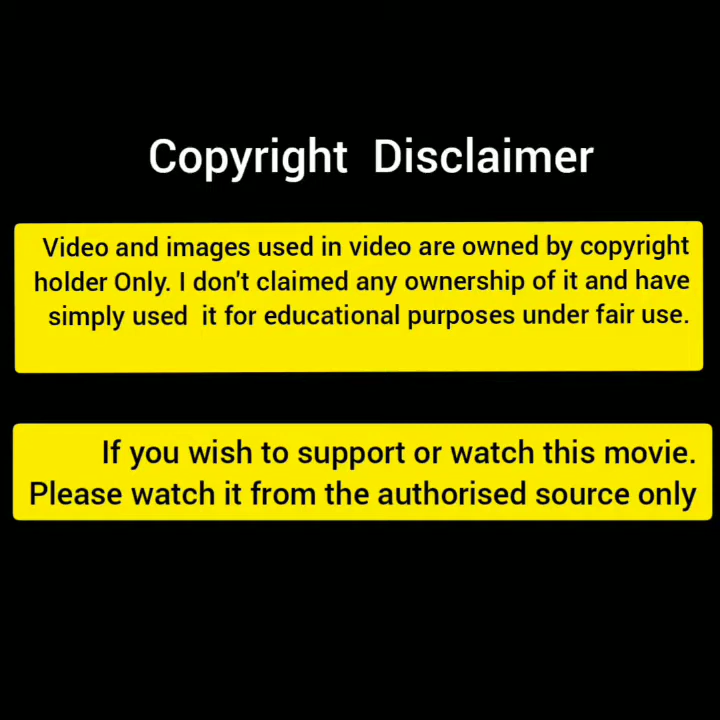 Copyright Disclaimer
Video and images used in video are owned by copyright
holder Only. I don't claimed any ownership of it and have
simply used it for educational purposes under fair use.
If you wish to support or watch this movie.
Please watch it from the authorised source only